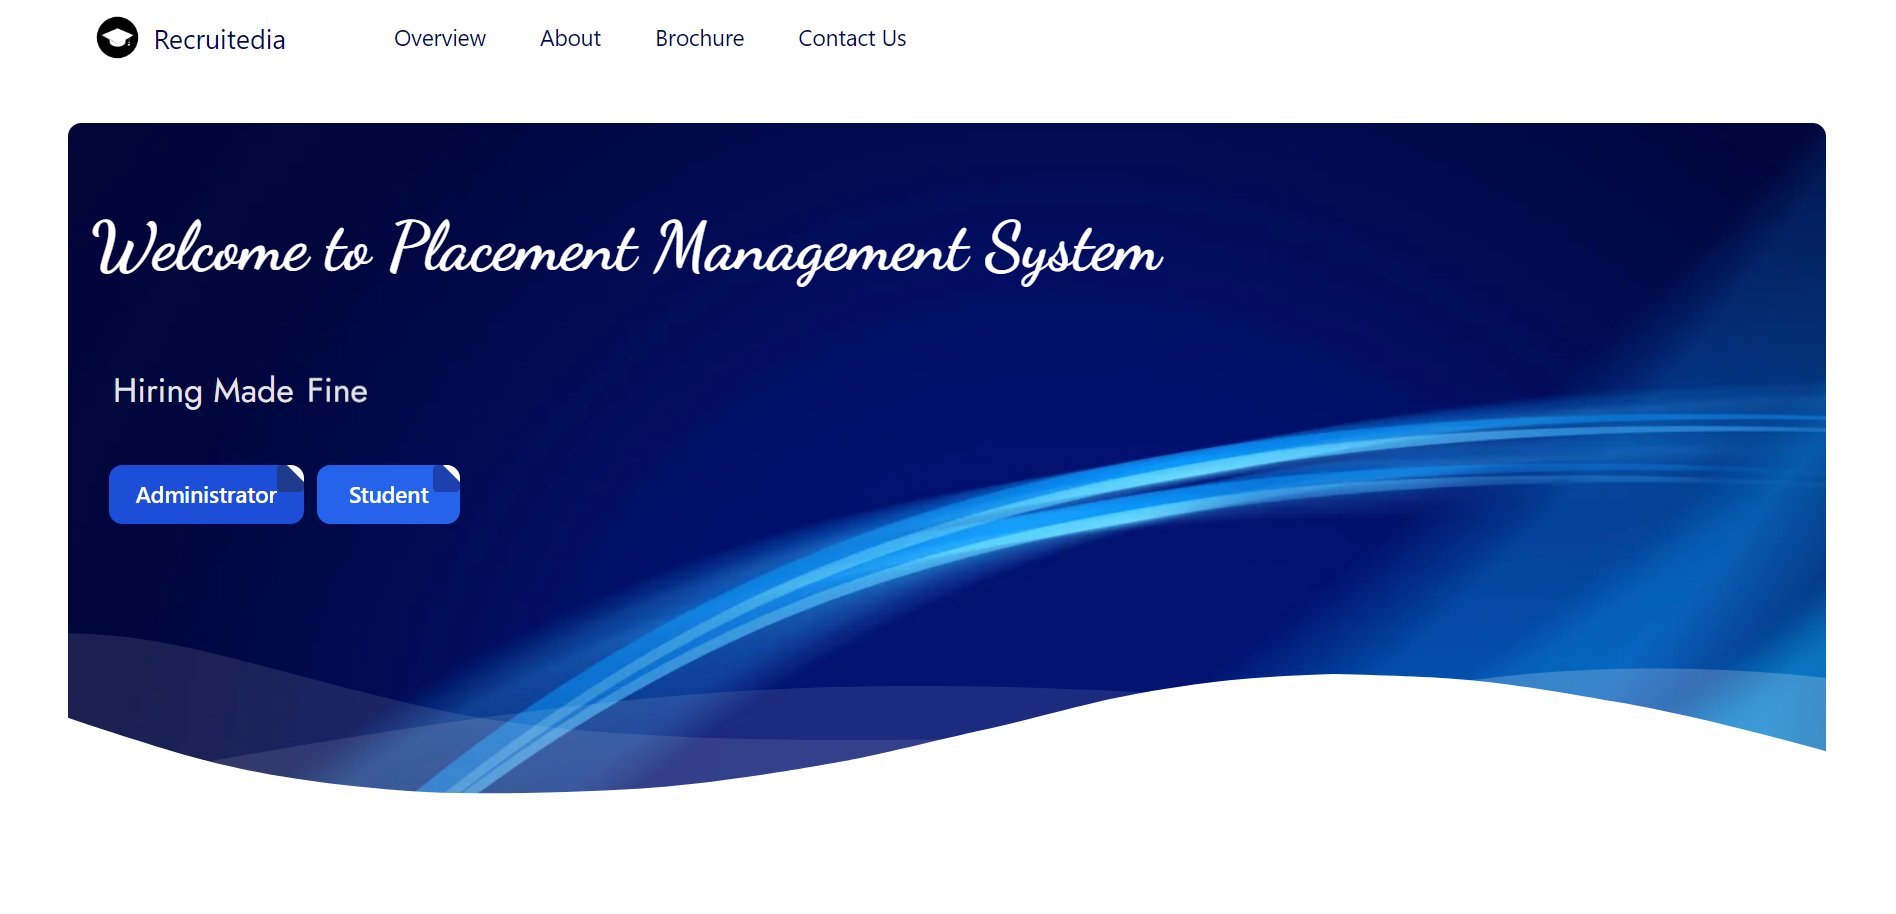 Recruitedia Overview About Brochure Contact Us
Welcome to Placement Management System
Hiring Made Fine
Administrator Student